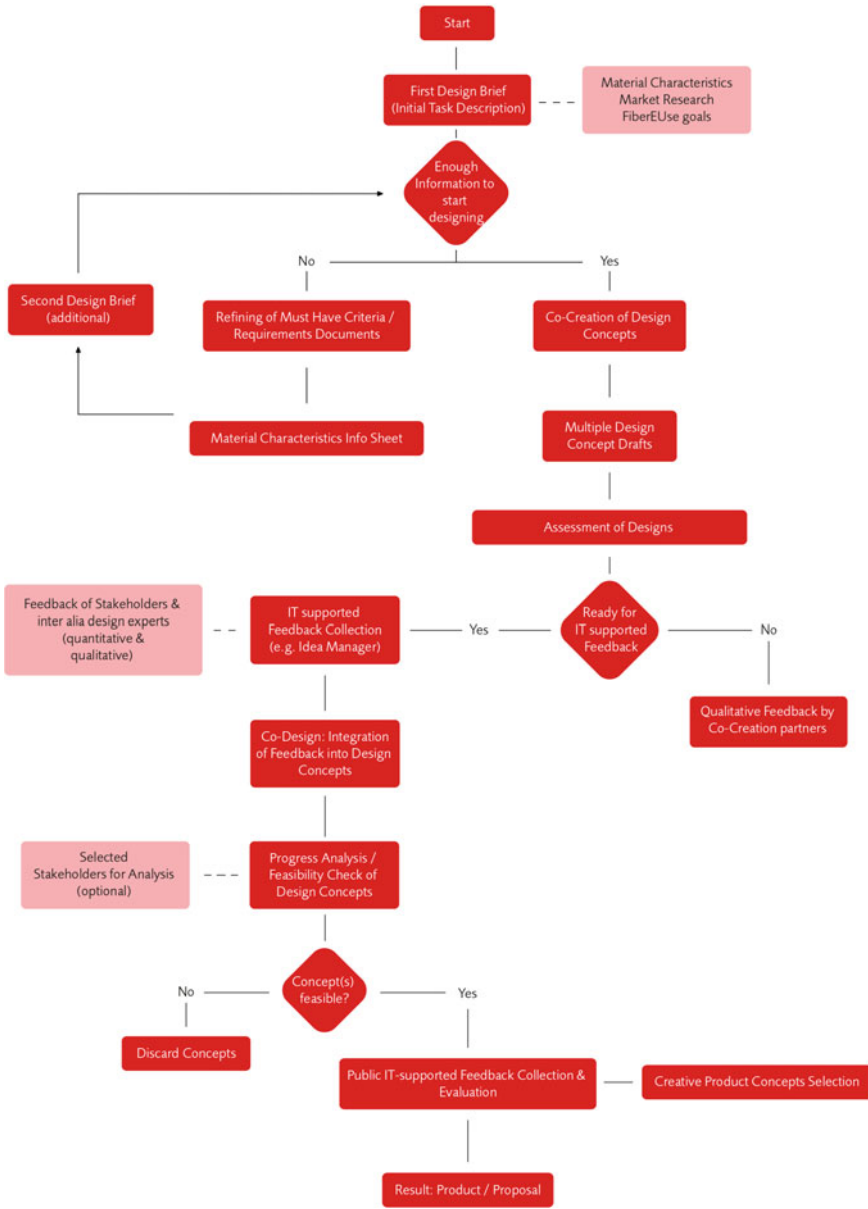 Start
First Design Brief
(Initial Task Description)
Material Characteristics
Market Research
FiberEUse goals
Enough
Information to
start
designing
No
Yes
Second Design Brief
(additional)
Refining of Must Have Criteria /
Requirements Documents
Co-Creation of Design
Concepts
Material Characteristics Info Sheet
Multiple Design
Concept Drafts
Assessment of Designs
Feedback of Stakeholders &
inter alia design experts
(quantitative &
qualitative)
IT supported
Feedback Collection
(e.g. Idea Manager)
Yes
Ready for
IT supported
Feedback
No
Qualitative Feedback by
Co-Creation partners
Co-Design: Integration
of Feedback into Design
Concepts
Selected
Stakeholders for Analysis
(optional)
Progress Analysis /
Feasibility Check of
Design Concepts
No
Concept(s)
feasible?
Yes
Discard Concepts
Public IT-supported Feedback Collection &
Evaluation
Creative Product Concepts Selection
Result: Product / Proposal